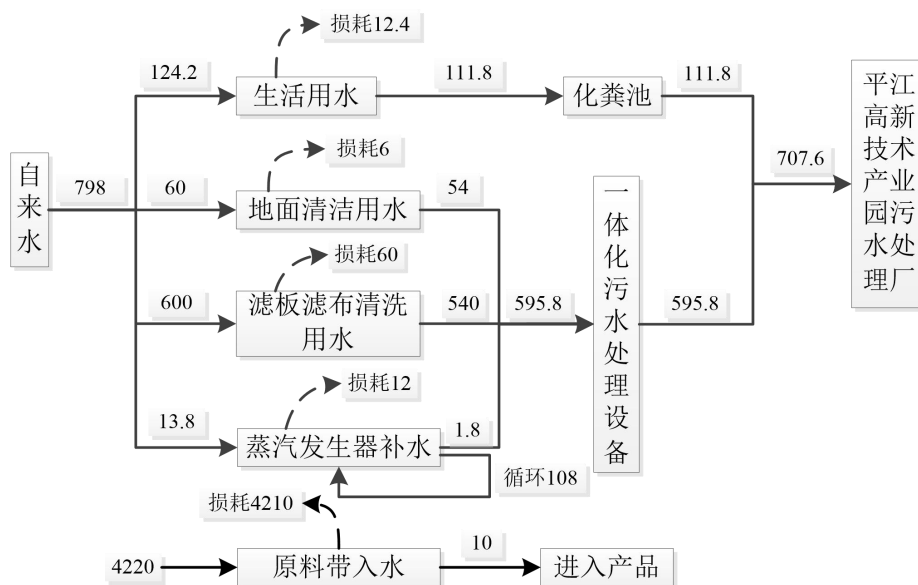 损耗12.4
124.2
生活用水
111.8
化粪池
111.8
平江
高新
技术
产业
园污
水处
理厂
自来水
798
损耗6
60
地面清洁用水
54
707.6
损耗60
600
滤板滤布清洗
用水
540
595.8
一体化污水处理设备
595.8
损耗12
13.8
蒸汽发生器补水
1.8
循环108
损耗4210
4220
原料带入水
10
进入产品